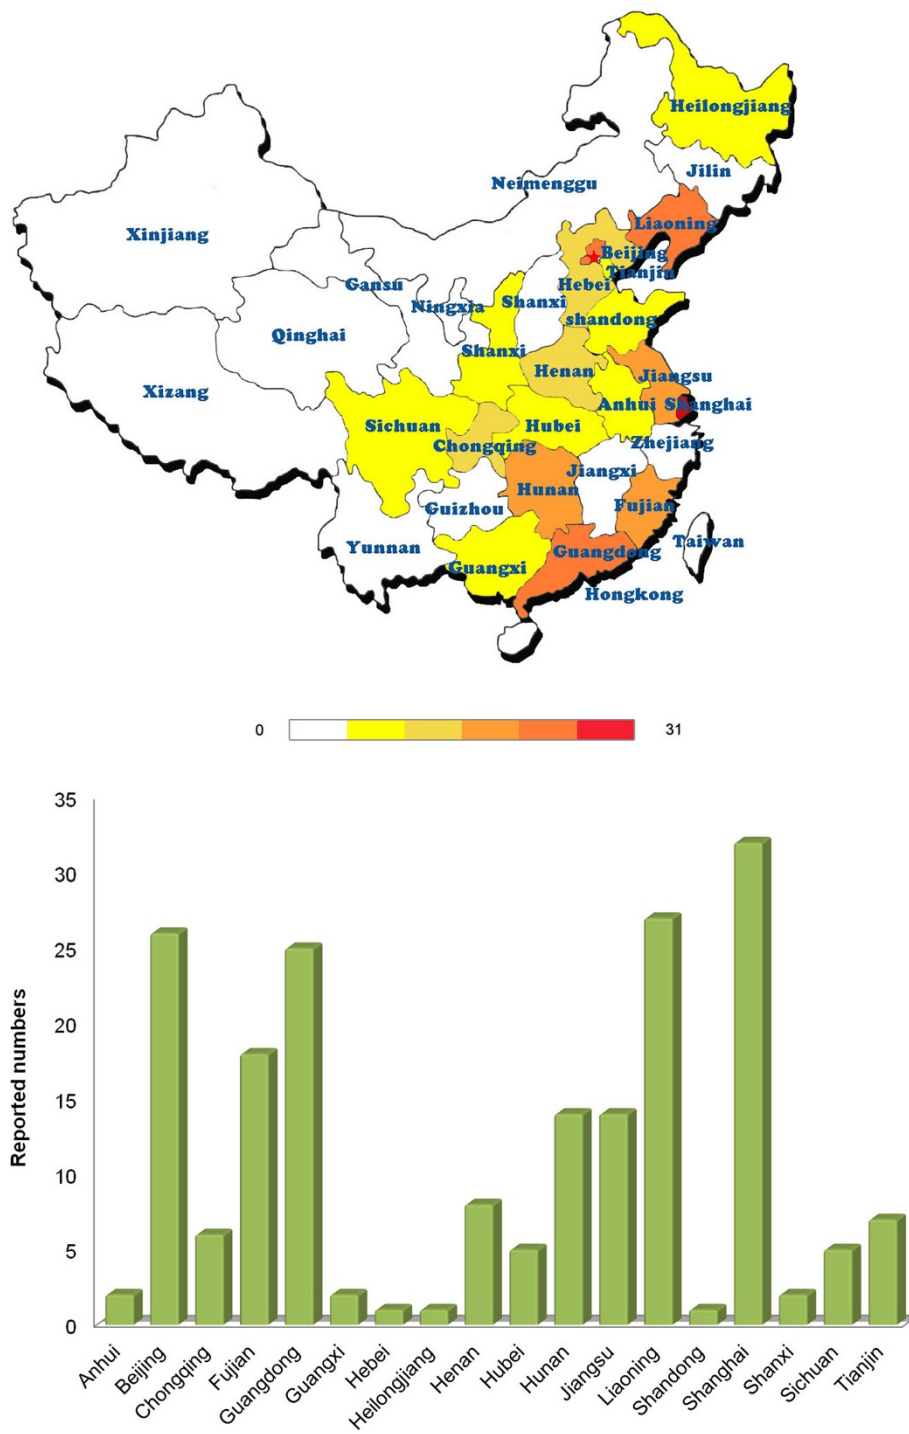 Heilongjiang
Jilin
Neimenggu
Liaoning
Xinjiang
Beijing
Tianjin
Gansu
Hebei
Ningxia
Shanxi
shandong
Qinghai
Shanxi
Henan
Jiangsu
Xizang
Anhui
Shanghai
Sichuan
Hubei
Chongqing
Zhejiang
Jiangxi
Hunan
Guizhou
Fujian
Yunnan
Guangdong
Taiwan
Guangxi
Hongkong
0
31
35
30
25
20
15
10
5
0
Reported numbers
Anhui
Beijing
Chongqing
Fujian
Guangdong
Guangxi
Hebei
Heilongjiang
Henan
Hubei
Hunan
Jiangsu
Liaoning
Shandong
Shanghai
Shanxi
Sichuan
Tianjin